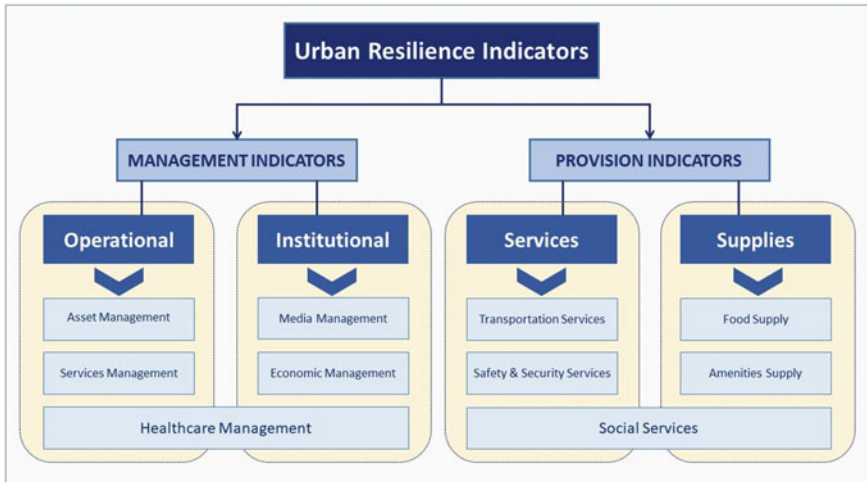 Urban Resilience Indicators
MANAGEMENT INDICATORS
PROVISION INDICATORS
Operational
Institutional
Services
Supplies
Asset Management
Media Management
Transportation Services
Food Supply
Services Management
Economic Management
Safety & Security Services
Amenities Supply
Healthcare Management
Social Services